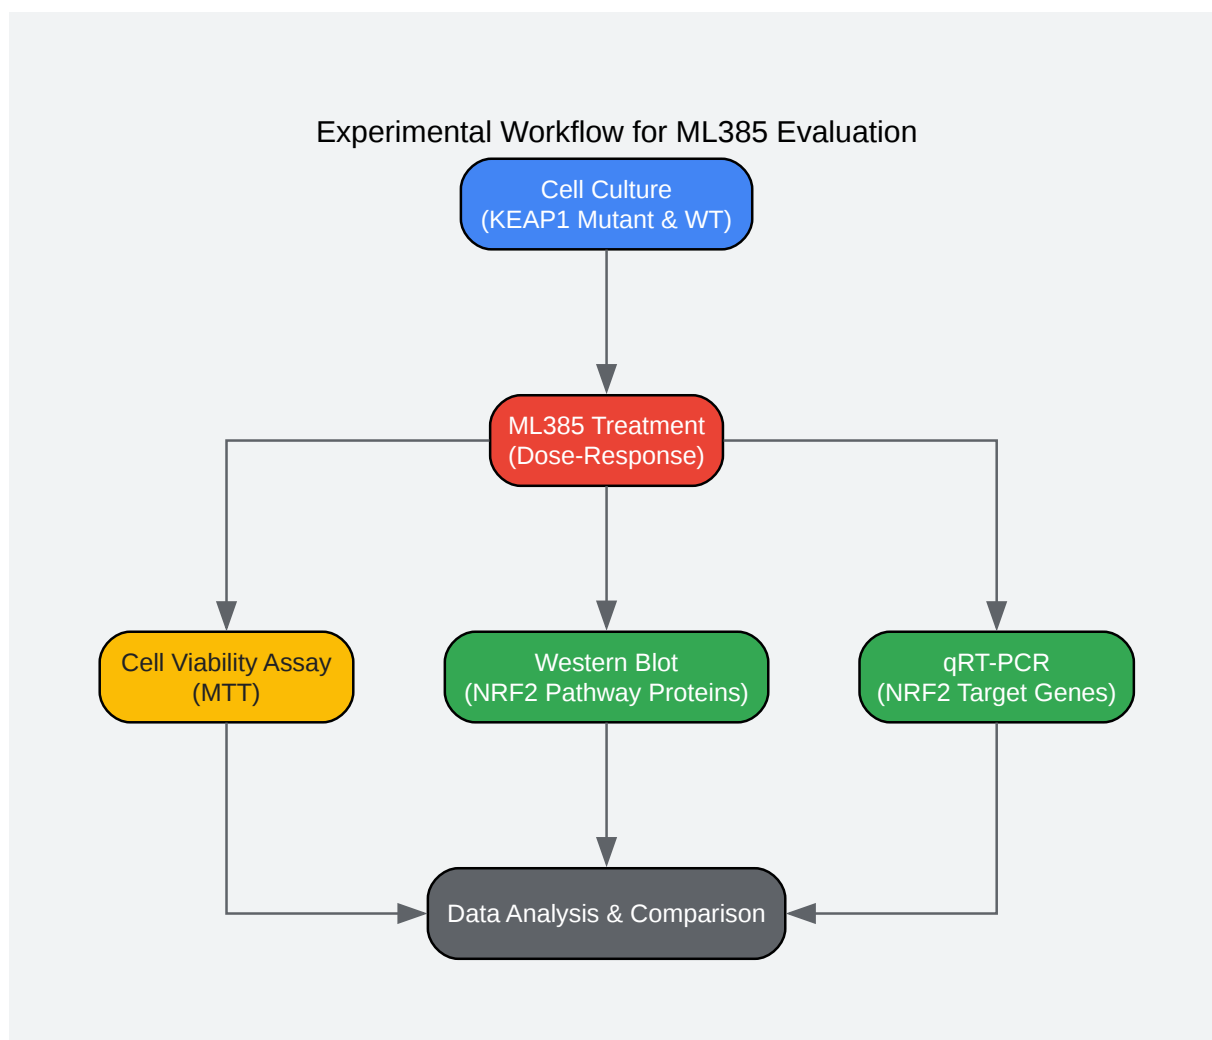 Experimental Workflow for ML385 Evaluation
Cell Culture
(KEAP1 Mutant & WT)
ML385 Treatment
(Dose-Response)
Cell Viability Assay
(MTT)
Western Blot
(NRF2 Pathway Proteins)
qRT-PCR
(NRF2 Target Genes)
Data Analysis & Comparison